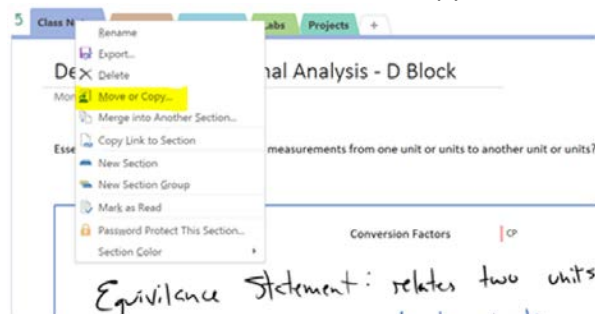 5 Class N Labs Projects +
Rename
Export...
De nal Analysis - D Block
Delete
Mon
Move or Copy...
Merge into Another Section...
Copy Link to Section
Esse measurements from one unit or units to another unit or units?
New Section
New Section Group
Mark as Read
Password Protect This Section...
Conversion Factors CP
Section Color
Equivilance Statement: relates two units